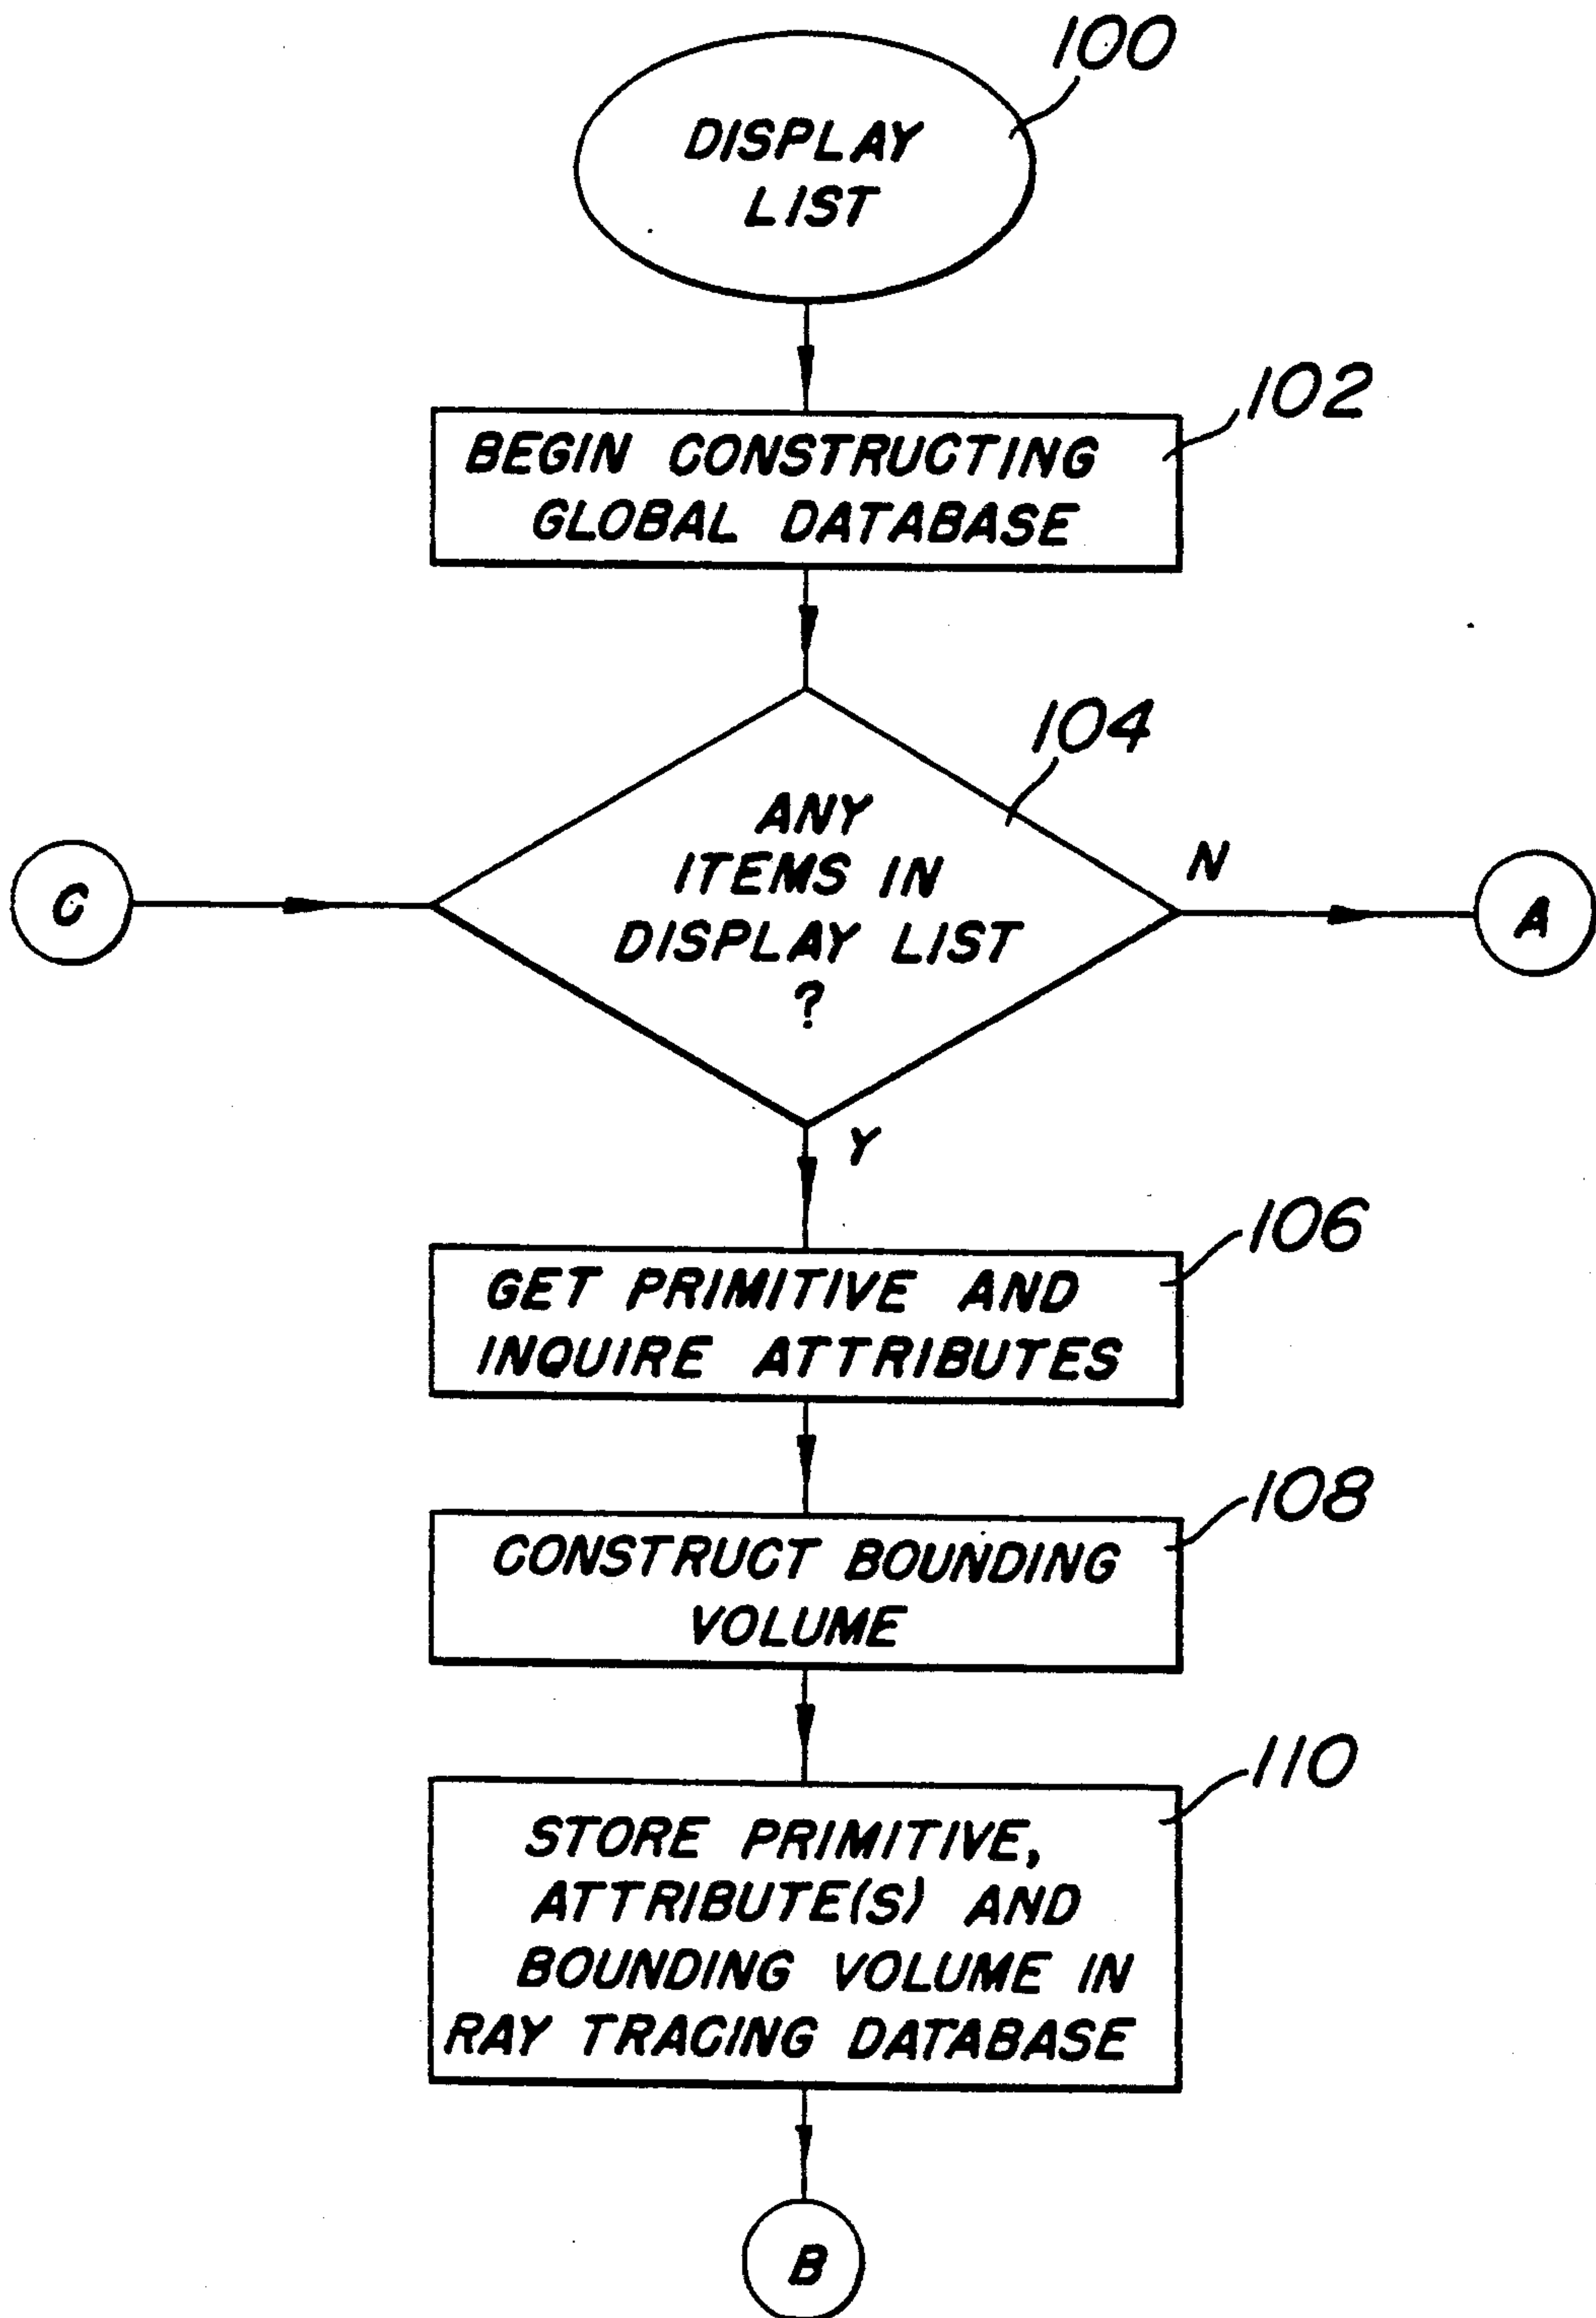 100
DISPLAY
LIST
102
BEGIN CONSTRUCTING
GLOBAL DATABASE
104
ANY
ITEMS IN
DISPLAY LIST
?
C
N
A
Y
106
GET PRIMITIVE AND
INQUIRE ATTRIBUTES
108
CONSTRUCT BOUNDING
VOLUME
110
STORE PRIMITIVE,
ATTRIBUTE(S) AND
BOUNDING VOLUME IN
RAY TRACING DATABASE
B